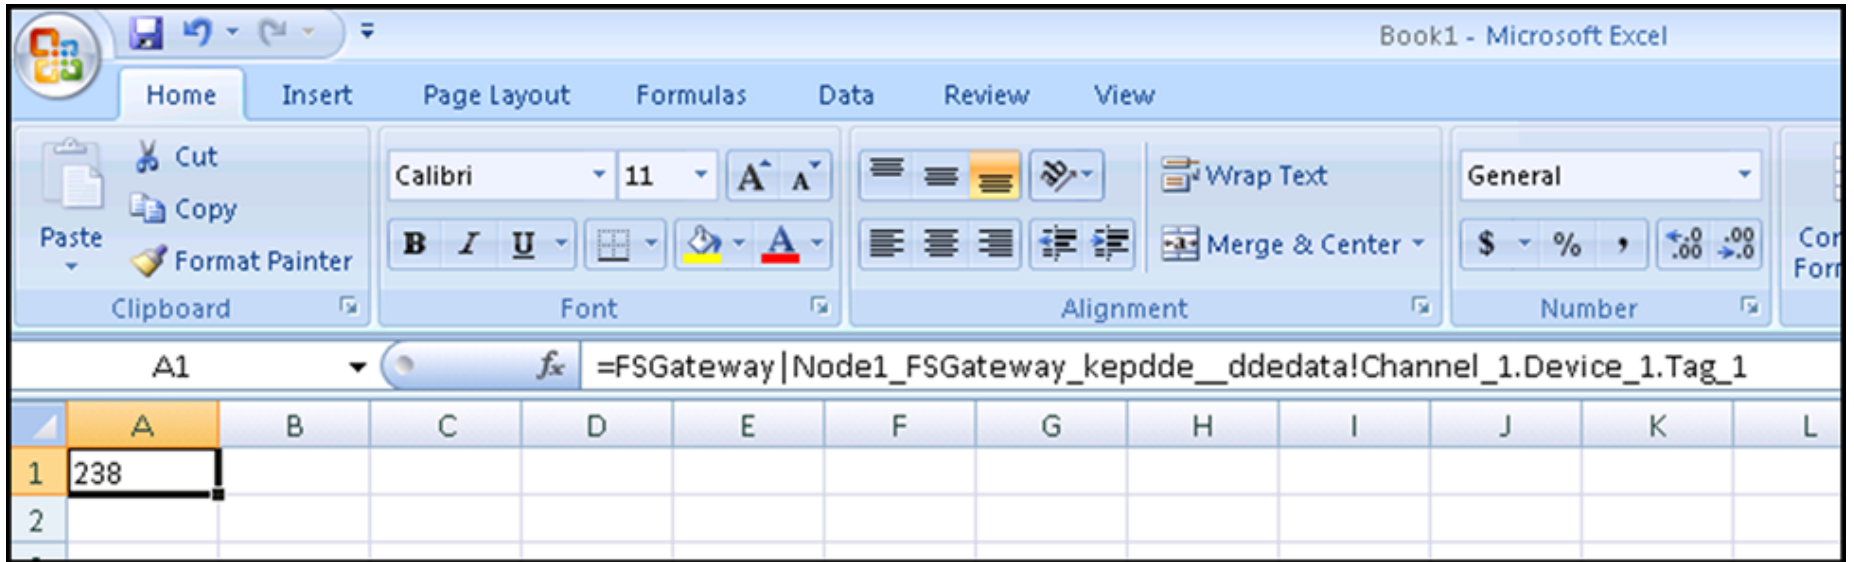 Book1 - Microsoft Excel
Home Insert Page Layout Formulas Data Review View
Cut
Copy
Paste
Format Painter
Clipboard
Calibri 11 A A
B I U A
Font
Wrap Text
Merge & Center
Alignment
General
$ % , .0 .00 .00 .0
Number
A1 fx =FSGateway|Node1_FSGateway_kepdde__ddedata!Channel_1.Device_1.Tag_1
A B C D E F G H I J K L
1 238
2